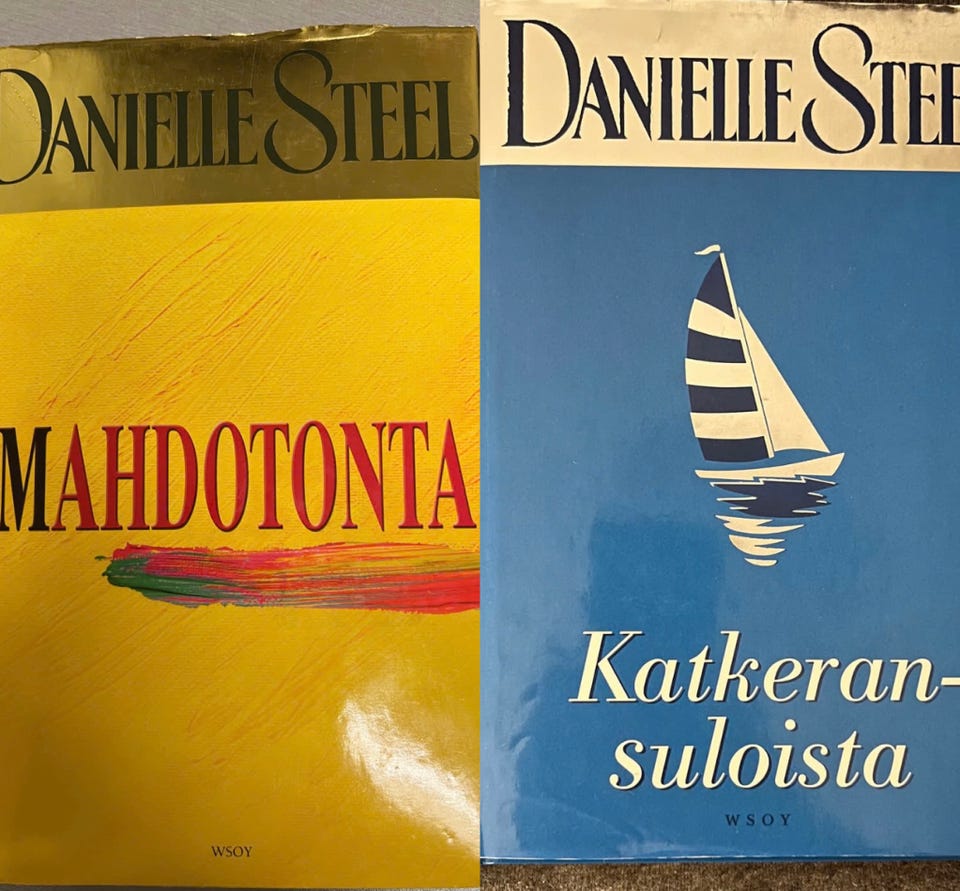 DANIELLE STEEL
MAHDOTONTA
WSOY
DANIELLE STEE
Katkeran-
suloista
WSOY